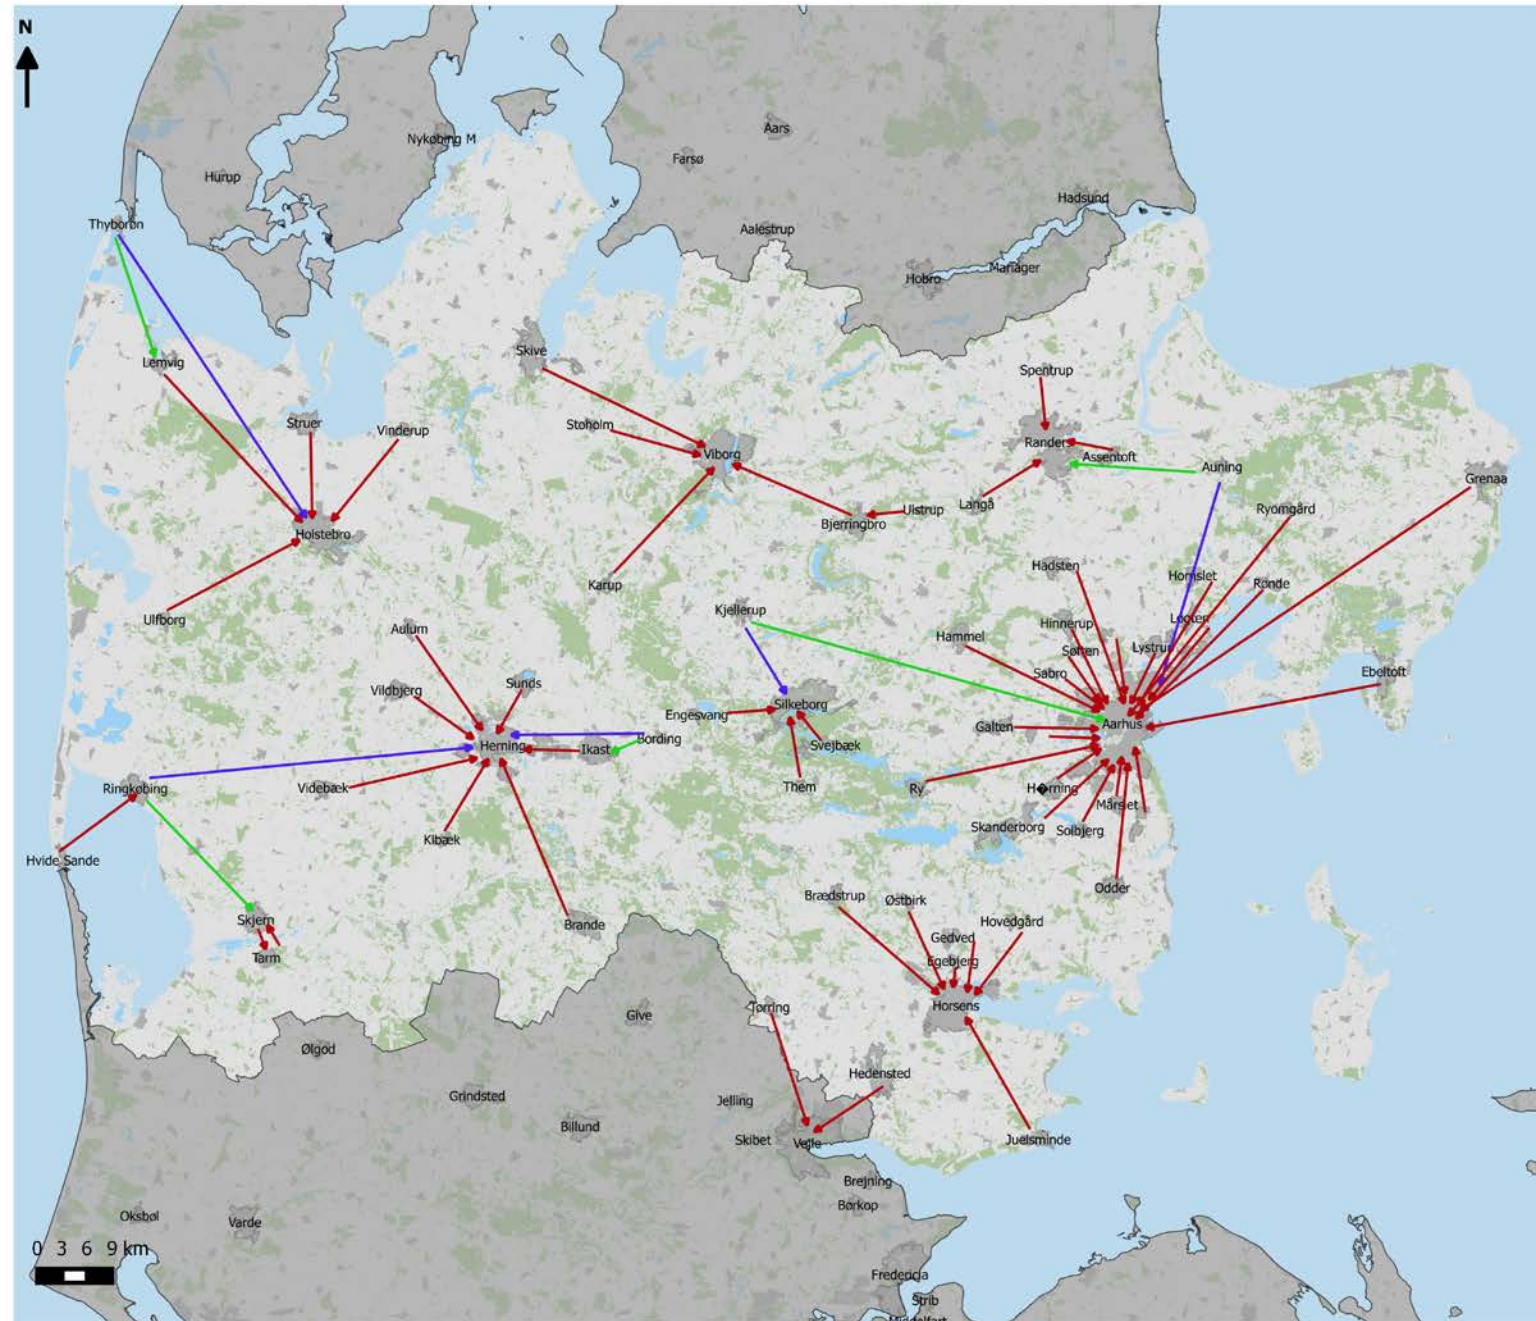 N
Nykøbing M
Aars
Farsø
Hurup
Hadsund
Thyborøn
Aalestrup
Mariager
Hobro
Skive
Lemvig
Spentrup
Struer
Vinderup
Stoholm
Viborg
Randers
Assentoft
Auning
Grenaa
Langå
Ulstrup
Ryomgård
Bjerringbro
Holstebro
Hadsten
Hornslet
Rønde
Karup
Ulfborg
Kjellerup
Løgten
Aulum
Hinnerup
Hammel
Lystrup
Søften
Sabro
Ebeltoft
Vildbjerg
Sunds
Silkeborg
Engesvang
Galten
Aarhus
Herning
Ikast
Bording
Svejbæk
Ringkøbing
Videbæk
Them
Ry
H�rning
Mårslet
Skanderborg
Solbjerg
Kibæk
Hvide Sande
Odder
Brædstrup
Østbirk
Hovedgård
Skjern
Brande
Gedved
Tarm
Egebjerg
Horsens
Tørring
Give
Ølgod
Hedensted
Grindsted
Jelling
Billund
Skibet
Vejle
Juelsminde
Brejning
Børkop
Oksbøl
Varde
0 3 6 9 km
Fredericia
Strib